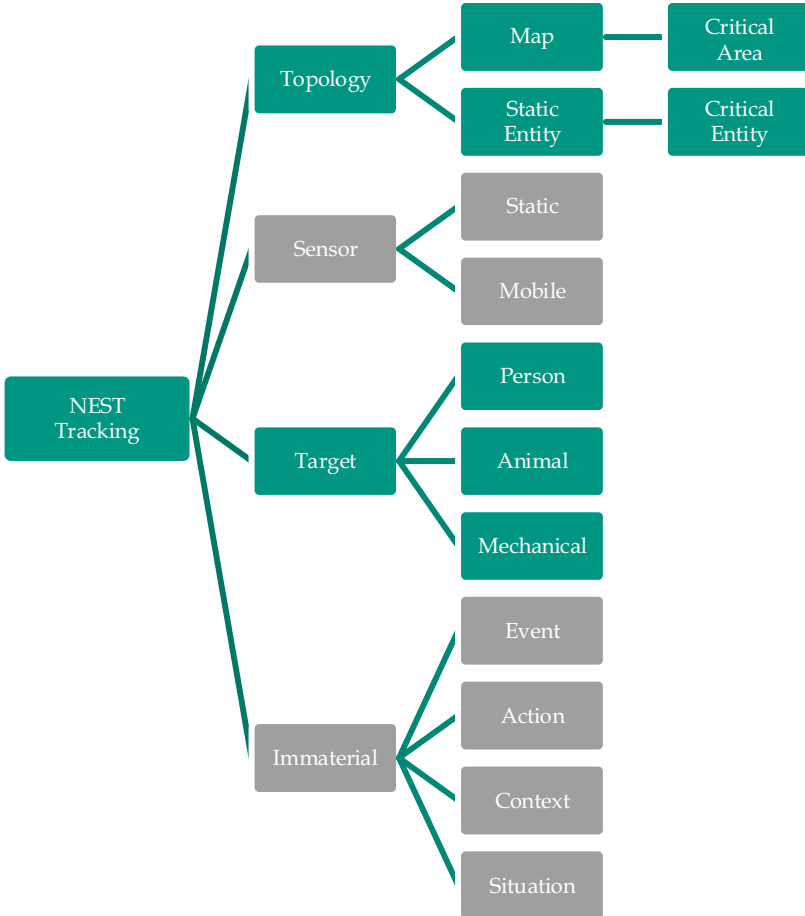 NEST
Tracking
Topology
Map
Critical
Area
Static
Entity
Critical
Entity
Sensor
Static
Mobile
Target
Person
Animal
Mechanical
Immaterial
Event
Action
Context
Situation